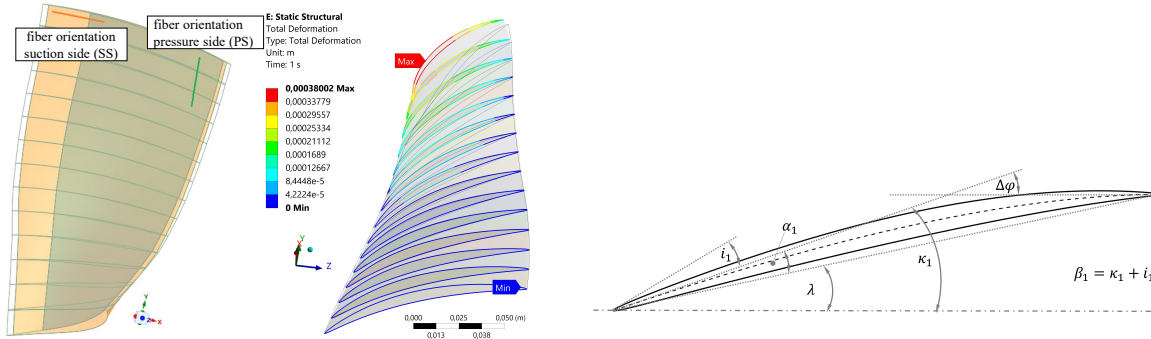 fiber orientation
suction side (SS)
fiber orientation
pressure side (PS)
E: Static Structural
Total Deformation
Type: Total Deformation
Unit: m
Time: 1 s
0,00038002 Max
0,00033779
0,00029557
0,00025334
0,00021112
0,0001689
0,00012667
8,4448e-5
4,2224e-5
0 Min
Max
Min
Y
Z
X
Z
0,000
0,025
0,050 (m)
0,013
0,038
Δφ
α₁
i₁
κ₁
λ
β₁ = κ₁ + i₁